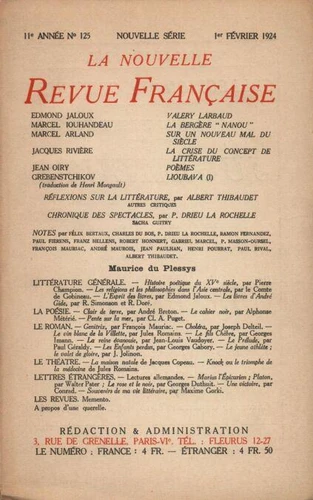 11e ANNÉE No 125 NOUVELLE SÉRIE 1er FÉVRIER 1924
LA NOUVELLE
REVUE FRANÇAISE
EDMOND JALOUX VALERY LARBAUD
MARCEL JOUHANDEAU LA BERGÈRE "NANOU"
MARCEL ARLAND SUR UN NOUVEAU MAL DU
SIÈCLE
JACQUES RIVIÈRE LA CRISE DU CONCEPT DE
LITTÉRATURE
JEAN OIRY POÈMES
GREBENSTCHIKOV LIOUBAVA (I)
(traduction de Henri Mongault)
RÉFLEXIONS SUR LA LITTÉRATURE, par ALBERT THIBAUDET
AUTRES CRITIQUES
CHRONIQUE DES SPECTACLES, par P. DRIEU LA ROCHELLE
SACHA GUITRY
NOTES par FÉLIX BERTAUX, CHARLES DU BOS, P. DRIEU LA ROCHELLE, RAMON FERNANDEZ,
PAUL FIERENS, FRANZ HELLENS, ROBERT HONNERT, GABRIEL MARCEL, P. MASSON-OURSEL,
FRANÇOIS MAURIAC, ANDRÉ MAUROIS, JEAN PAULHAN, HENRI POURRAT, PAUL RIVAL,
ALBERT THIBAUDET.
Maurice du Plessys
LITTÉRATURE GÉNÉRALE. — Histoire poétique du XVe siècle, par Pierre
Champion. — Les religions et les philosophies dans l'Asie centrale, par le Comte
de Gobineau. — L'Esprit des livres, par Edmond Jaloux. — Les livres d'André
Gide, par R. Simonson et R. Doré.
LA POÉSIE. — Clair de terre, par André Breton. — Le cahier noir, par Alphonse
Métérié. — Pente sur la mer, par Cl. A. Puget.
LE ROMAN. — Genitrix, par François Mauriac. — Choléra, par Joseph Delteil. —
La vie blanc de la Villette, par Jules Romains. — La fille Chêne, par Georges
Imann. — La reine évanouie, par Jean-Louis Vaudoyer. — Le Prélude, par
Paul Géraldy. — Les Enfants perdus, par Georges Gabory. — Le jeune athlète;
le valet de gloire, par J. Jolinon.
LE THÉATRE. — La maison natale de Jacques Copeau. — Knock ou le triomphe de
la médecine de Jules Romains.
LETTRES ÉTRANGÈRES. — Lectures allemandes. — Marius l'Épicurien; Platon,
par Walter Pater; Le rose et le noir, par Georges Duthuit. — Une victoire, par
Conrad. — Souvenirs de ma vie littéraire, par Maxime Gorki.
LES REVUES. Memento.
A propos d'une querelle.
RÉDACTION & ADMINISTRATION
3, RUE DE GRENELLE, PARIS-VIe. TÉL. : FLEURUS 12-27
LE NUMÉRO : FRANCE : 4 FR. — ÉTRANGER : 4 FR. 50